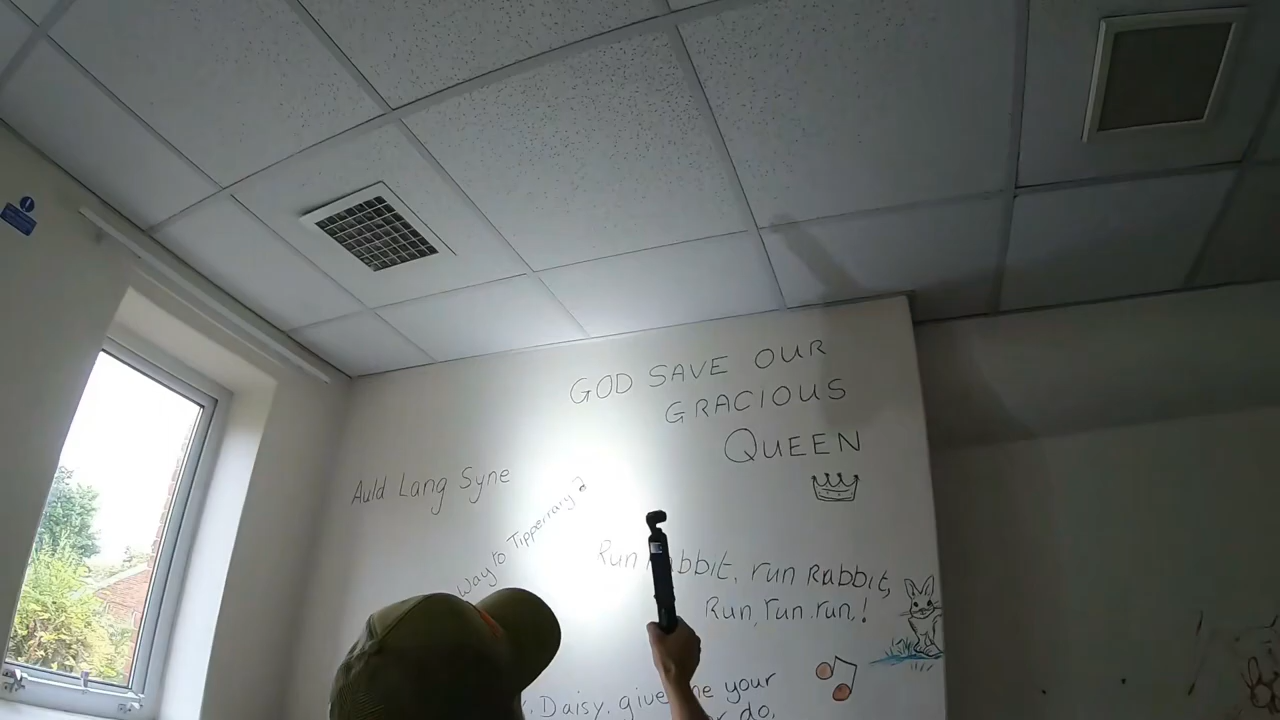 GOD SAVE OUR
GRACIOUS
QUEEN
Auld Lang Syne
Way to Tipperrary
Run Rabbit, run Rabbit,
Run, run run,!
Daisy. give me your
do,